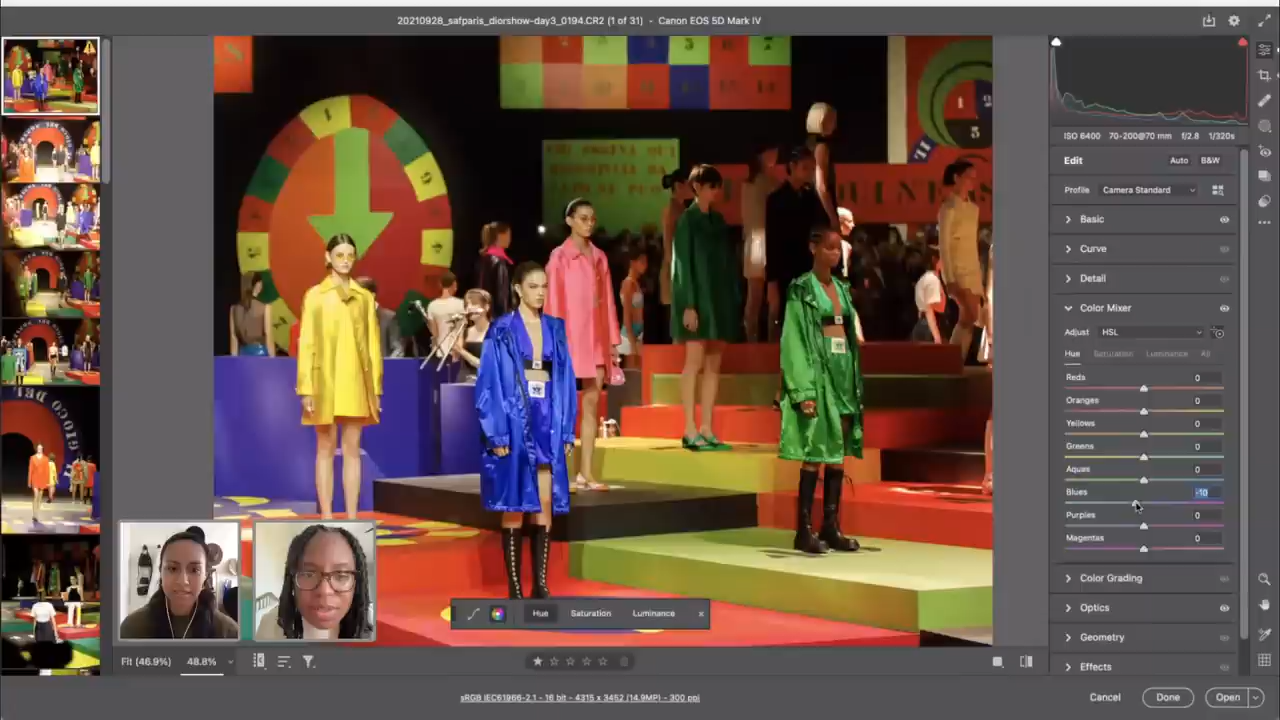 20210928_safparis_diorshow-day3_0194.CR2 (1 of 31) - Canon EOS 5D Mark IV
ISO 6400 70-200@70 mm f/2.8 1/320s
Edit Auto B&W
Profile Camera Standard
Basic
Curve
Detail
Color Mixer
Adjust HSL
Hue Saturation Luminance All
Reds 0
Oranges 0
Yellows 0
Greens 0
Aquas 0
Blues -10
Purples 0
Magentas 0
Color Grading
Optics
Geometry
Effects
Hue Saturation Luminance
Fit (46.9%) 48.8%
sRGB IEC61966-2.1 - 16 bit - 4315 x 3452 (14.9MP) - 300 ppi
Cancel Done Open